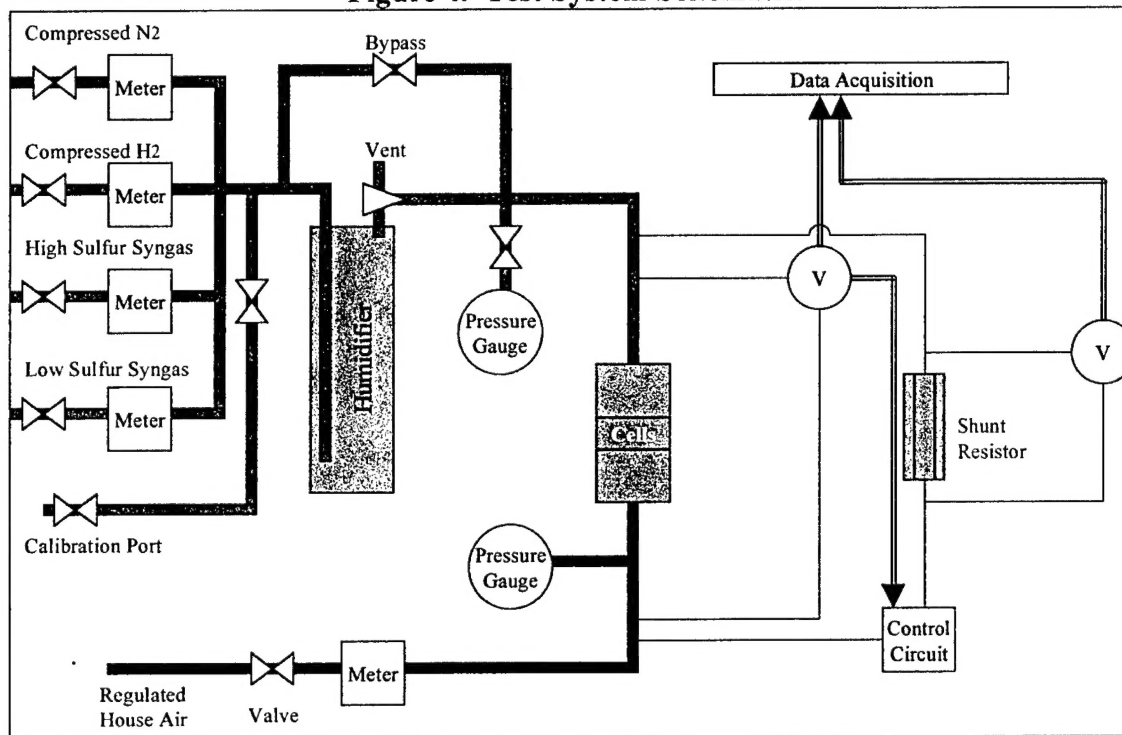 Compressed N2
Meter
Bypass
Data Acquisition
Vent
Compressed H2
Meter
High Sulfur Syngas
Meter
Low Sulfur Syngas
Meter
Humidifier
Pressure
Gauge
V
V
Cells
Shunt
Resistor
Calibration Port
Pressure
Gauge
Control
Circuit
Meter
Regulated
House Air
Valve